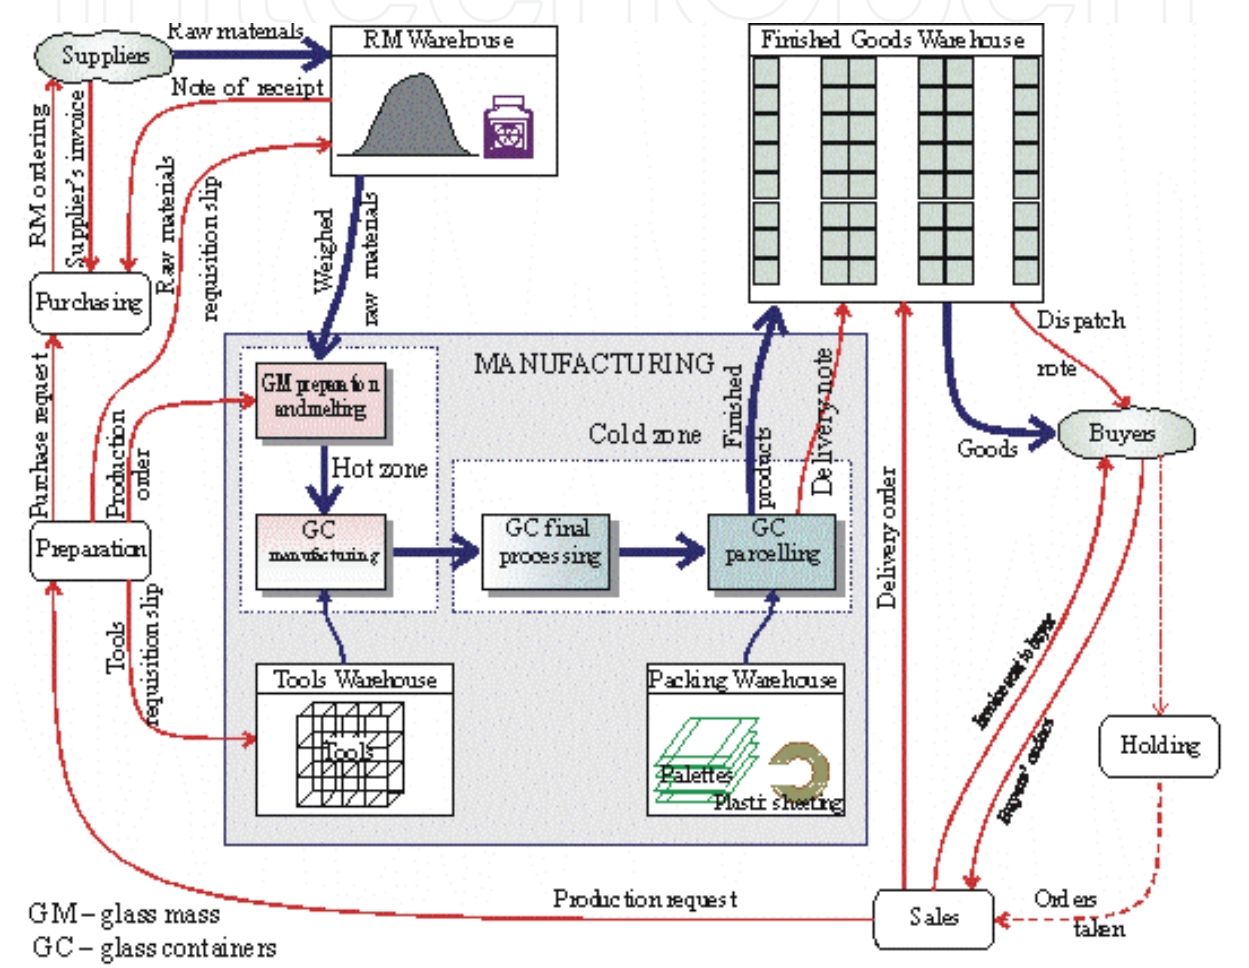 Raw materials
Suppliers
RM Warehouse
Finished Goods Warehouse
Note of receipt
RM ordering
Supplier's invoice
Raw materials
requisition slip
Weighed
raw materials
Purchasing
Dispatch
note
MANUFACTURING
GM preparation
and melting
Cold zone
Finished
products
Delivery note
Goods
Buyers
Purchase request
Production
order
Hot zone
GC
manufacturing
GC final
processing
GC
parcelling
Delivery order
Preparation
Tools
requisition slip
Invoice sent to buyer
Buyers' orders
Tools Warehouse
Tools
Packing Warehouse
Palettes
Plastic sheeting
Holding
Production request
Sales
Orders
taken
GM – glass mass
GC – glass containers